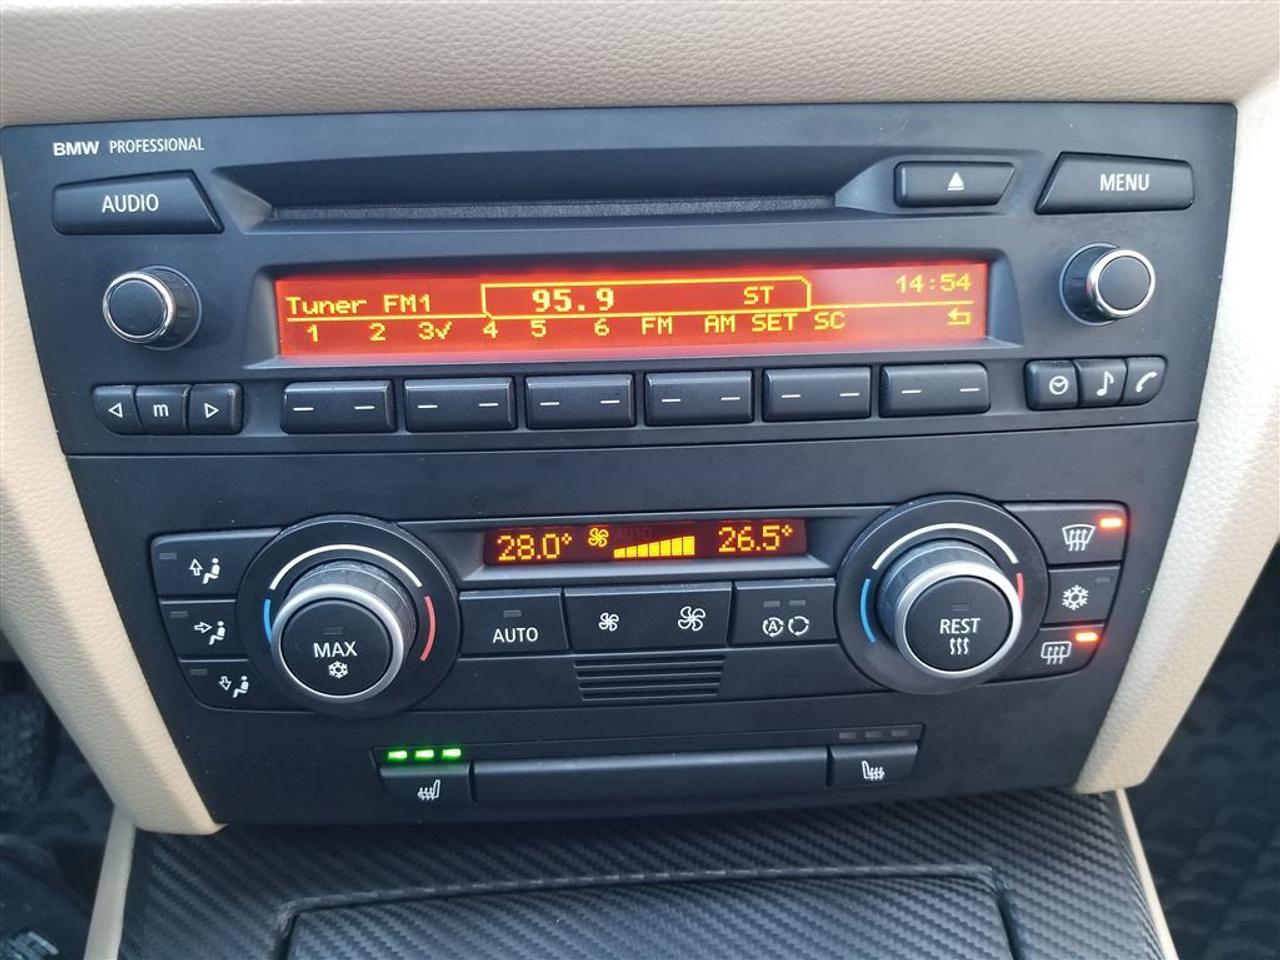 BMW PROFESSIONAL
AUDIO
MENU
14:54
Tuner FM1 95.9 ST
1 2 3✓ 4 5 6 FM AM SET SC
m
28.0° AUTO 26.5°
AUTO
A
MAX
REST